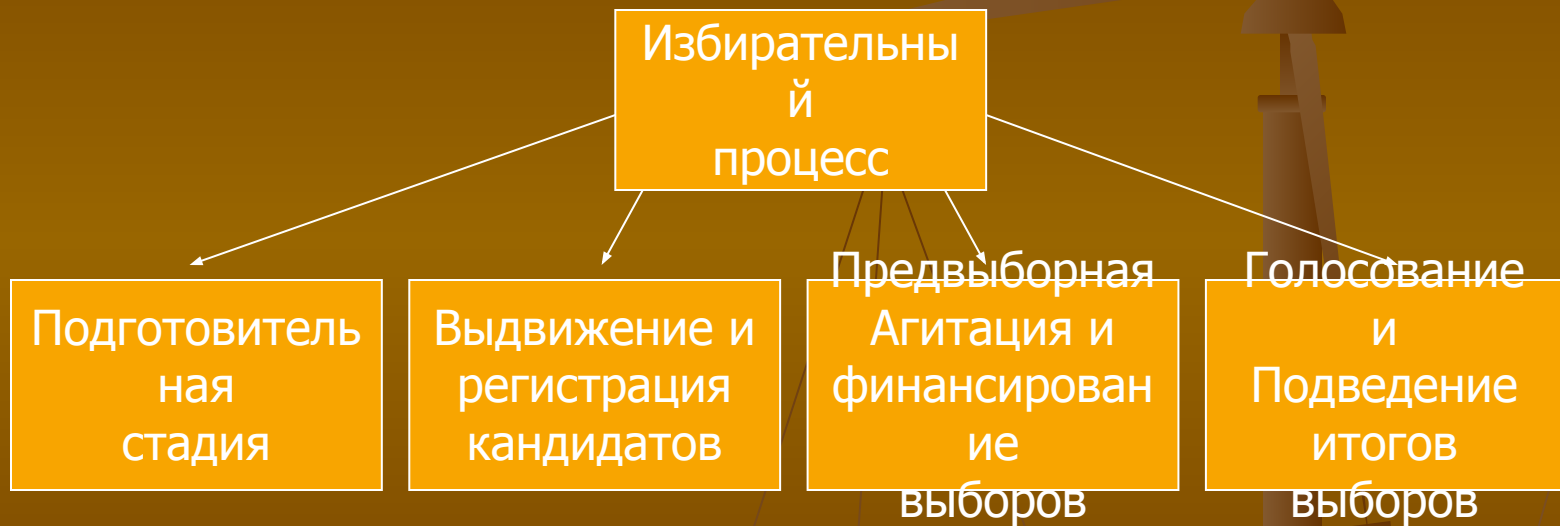 Избирательны
й
процесс
Подготовитель
ная
стадия
Выдвижение и
регистрация
кандидатов
Предвыборная
Агитация и
финансирован
ие
выборов
Голосование
и
Подведение
итогов
выборов